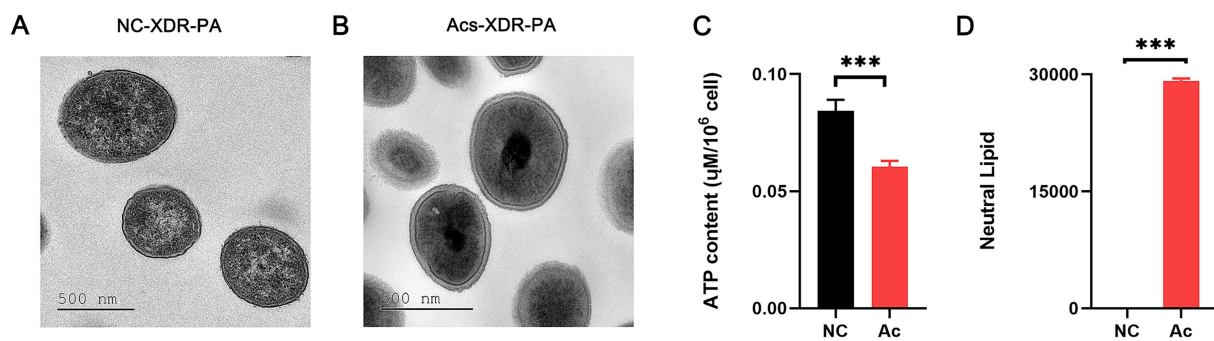 A
NC-XDR-PA
500 nm
B
Acs-XDR-PA
500 nm
C
***
ATP content (uM/10⁶ cell)
0.10
0.05
0.00
NC
Ac
D
***
Neutral Lipid
30000
15000
0
NC
Ac